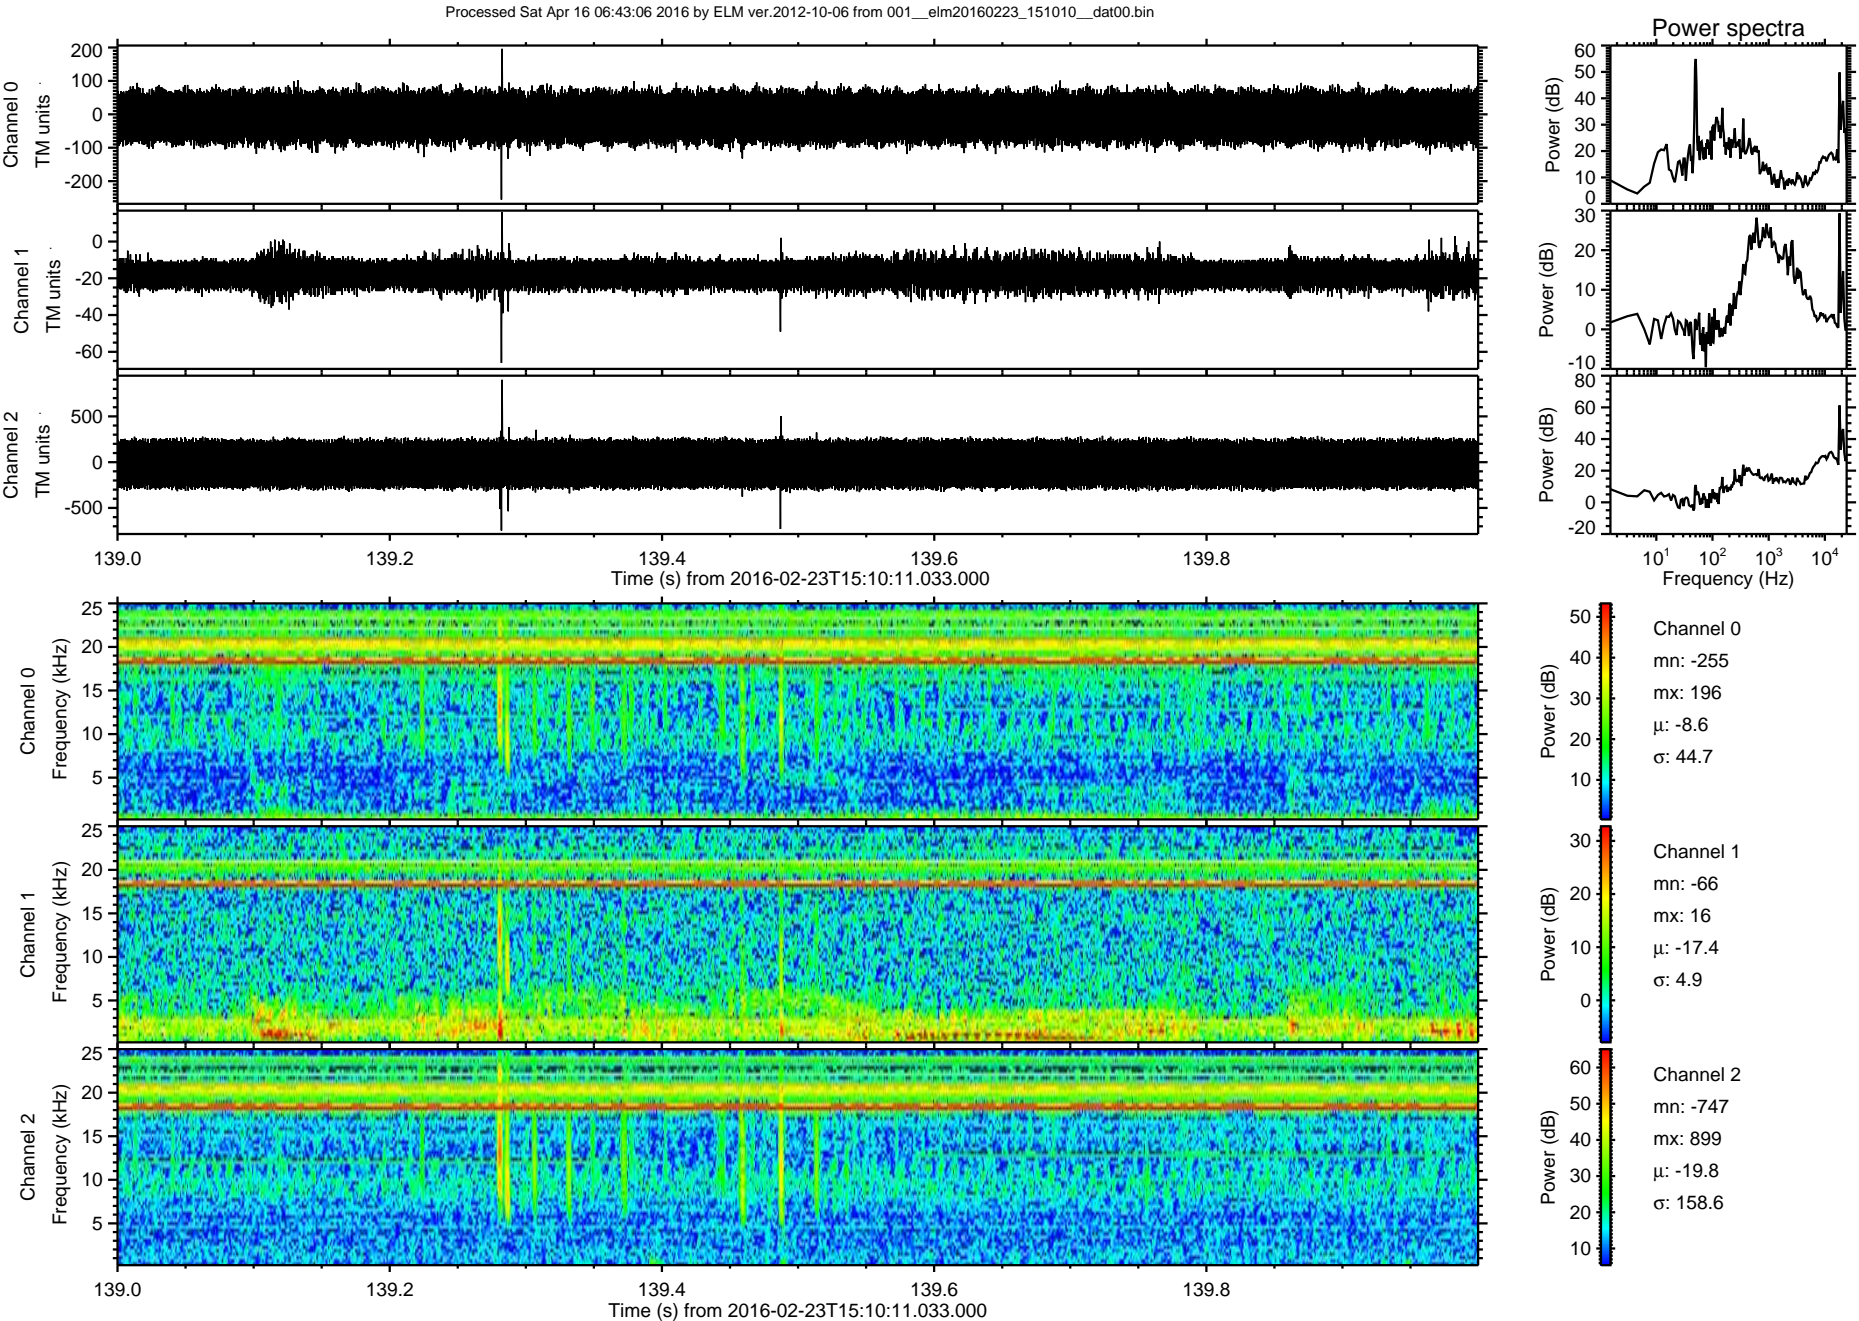 Processed Sat Apr 16 06:43:06 2016 by ELM ver.2012-10-06 from 001__elm20160223_151010__dat00.bin
Power spectra
Channel 0
TM units
200
100
0
-100
-200
Power (dB)
60
50
40
30
20
10
0
Channel 1
TM units
0
-20
-40
-60
Power (dB)
30
20
10
0
-10
Channel 2
TM units
500
0
-500
Power (dB)
80
60
40
20
0
-20
139.0 139.2 139.4 139.6 139.8
Time (s) from 2016-02-23T15:10:11.033.000
10¹ 10² 10³ 10⁴
Frequency (Hz)
Channel 0
Frequency (kHz)
25
20
15
10
5
Power (dB)
50
40
30
20
10
Channel 0
mn: -255
mx: 196
µ: -8.6
σ: 44.7
Channel 1
Frequency (kHz)
25
20
15
10
5
Power (dB)
30
20
10
0
Channel 1
mn: -66
mx: 16
µ: -17.4
σ: 4.9
Channel 2
Frequency (kHz)
25
20
15
10
5
Power (dB)
60
50
40
30
20
10
Channel 2
mn: -747
mx: 899
µ: -19.8
σ: 158.6
139.0 139.2 139.4 139.6 139.8
Time (s) from 2016-02-23T15:10:11.033.000